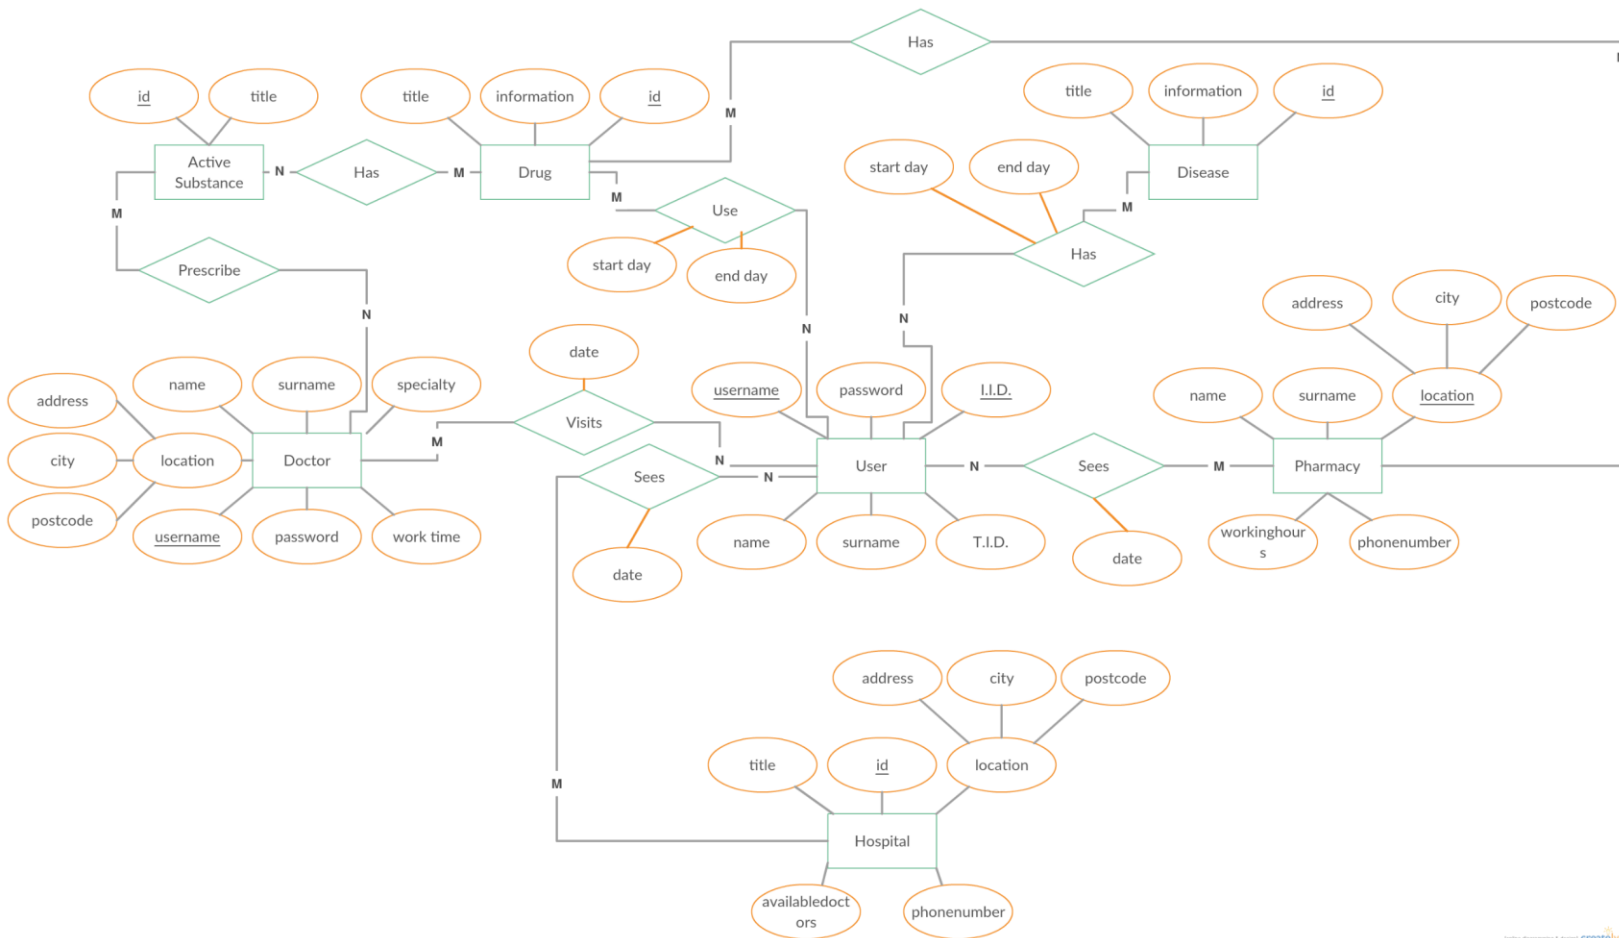 Has
id
title
title
information
id
title
information
id
M
Active
Substance
N
Has
M
Drug
start day
end day
Disease
M
M
M
Use
Has
Prescribe
start day
end day
address
city
postcode
N
N
N
date
name
surname
specialty
username
password
I.I.D.
name
surname
location
address
Visits
M
city
location
Doctor
N
Sees
N
User
N
Sees
M
Pharmacy
postcode
username
password
work time
date
name
surname
T.I.D.
date
workinghour
s
phonenumber
address
city
postcode
title
id
location
M
Hospital
availabledoct
ors
phonenumber